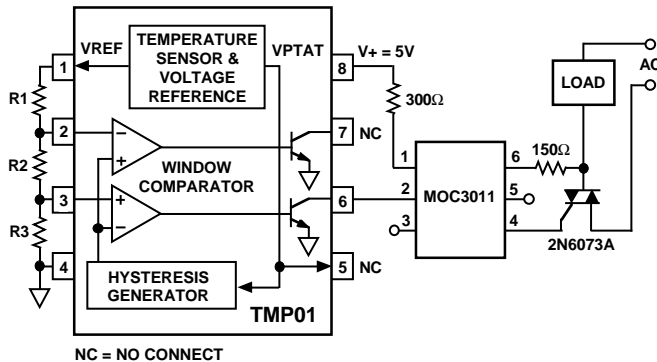 TEMPERATURE
SENSOR &
VOLTAGE
REFERENCE
VREF
VPTAT
V+ = 5V
1
8
R1
300Ω
LOAD
AC
2
7
NC
R2
–
+
WINDOW
COMPARATOR
+
–
3
6
R3
4
5
NC
HYSTERESIS
GENERATOR
TMP01
1
2
3
MOC3011
6
5
4
150Ω
2N6073A
NC = NO CONNECT